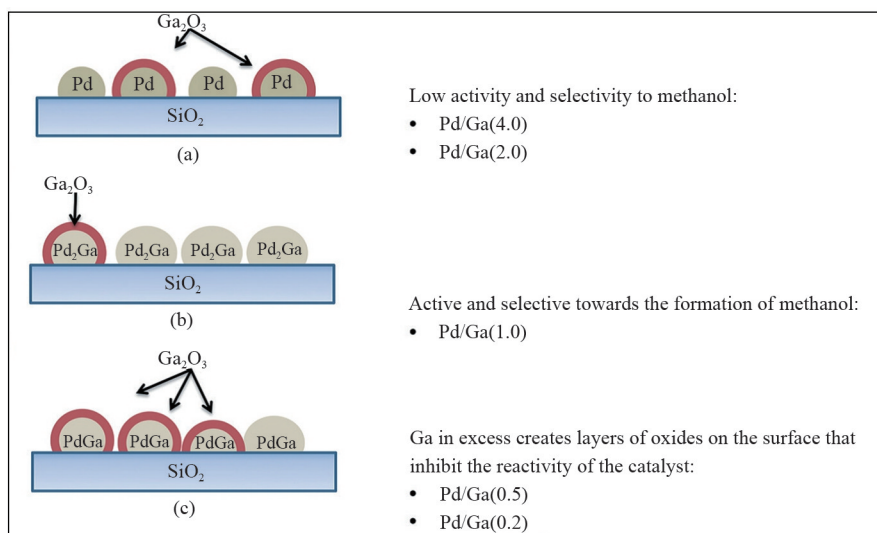 Ga₂O₃
Pd Pd Pd Pd
SiO₂
(a)
Low activity and selectivity to methanol:
• Pd/Ga(4.0)
• Pd/Ga(2.0)
Ga₂O₃
Pd₂Ga Pd₂Ga Pd₂Ga Pd₂Ga
SiO₂
(b)
Active and selective towards the formation of methanol:
• Pd/Ga(1.0)
Ga₂O₃
PdGa PdGa PdGa PdGa
SiO₂
(c)
Ga in excess creates layers of oxides on the surface that
inhibit the reactivity of the catalyst:
• Pd/Ga(0.5)
• Pd/Ga(0.2)